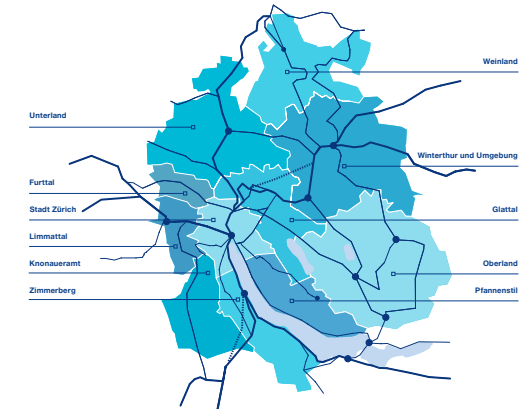 Weinland
Unterland
Winterthur und Umgebung
Furttal
Stadt Zürich
Glattal
Limmattal
Knonaueramt
Oberland
Zimmerberg
Pfannenstil